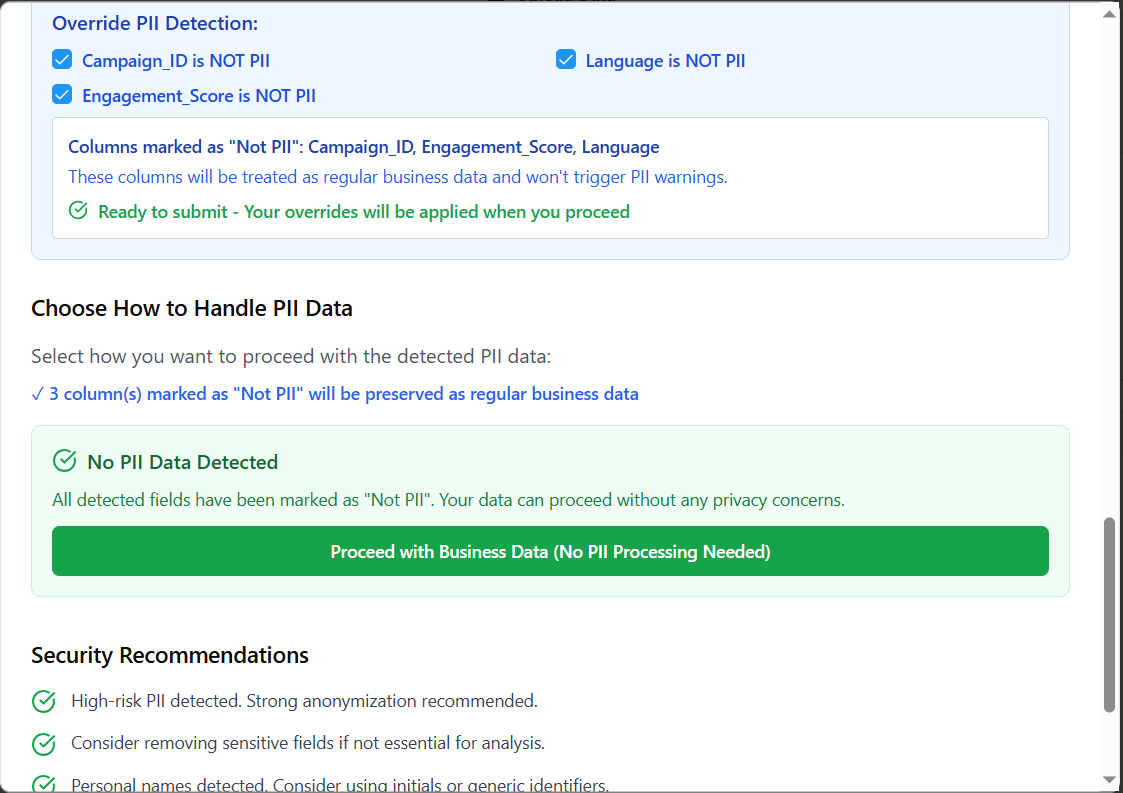 Override PII Detection:
Campaign_ID is NOT PII
Language is NOT PII
Engagement_Score is NOT PII
Columns marked as "Not PII": Campaign_ID, Engagement_Score, Language
These columns will be treated as regular business data and won't trigger PII warnings.
Ready to submit - Your overrides will be applied when you proceed
Choose How to Handle PII Data
Select how you want to proceed with the detected PII data:
✓ 3 column(s) marked as "Not PII" will be preserved as regular business data
No PII Data Detected
All detected fields have been marked as "Not PII". Your data can proceed without any privacy concerns.
Proceed with Business Data (No PII Processing Needed)
Security Recommendations
High-risk PII detected. Strong anonymization recommended.
Consider removing sensitive fields if not essential for analysis.
Personal names detected. Consider using initials or generic identifiers.